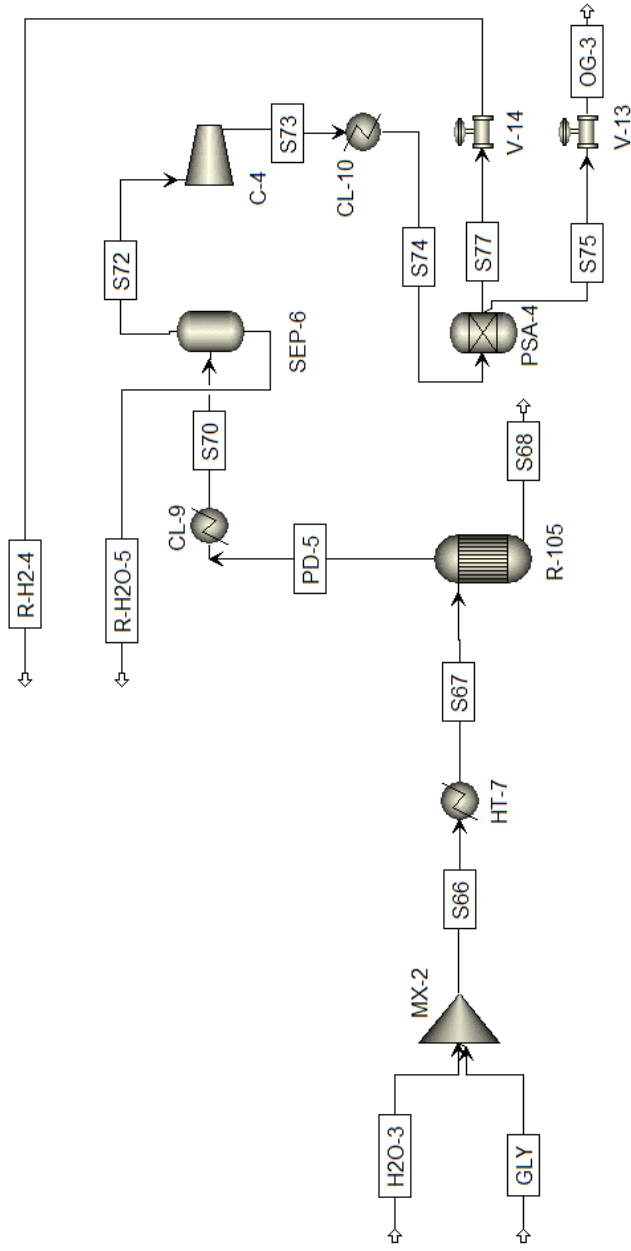 H2O-3
GLY
MX-2
S66
HT-7
S67
R-105
S68
PD-5
CL-9
S70
SEP-6
R-H2O-5
R-H2-4
S72
C-4
S73
CL-10
S74
PSA-4
S77
V-14
S75
V-13
OG-3